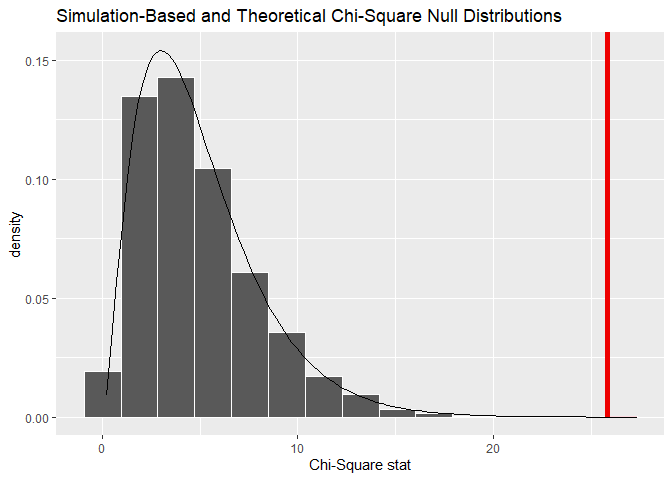 Simulation-Based and Theoretical Chi-Square Null Distributions
0.15
0.10
0.05
0.00
density
0
10
20
Chi-Square stat